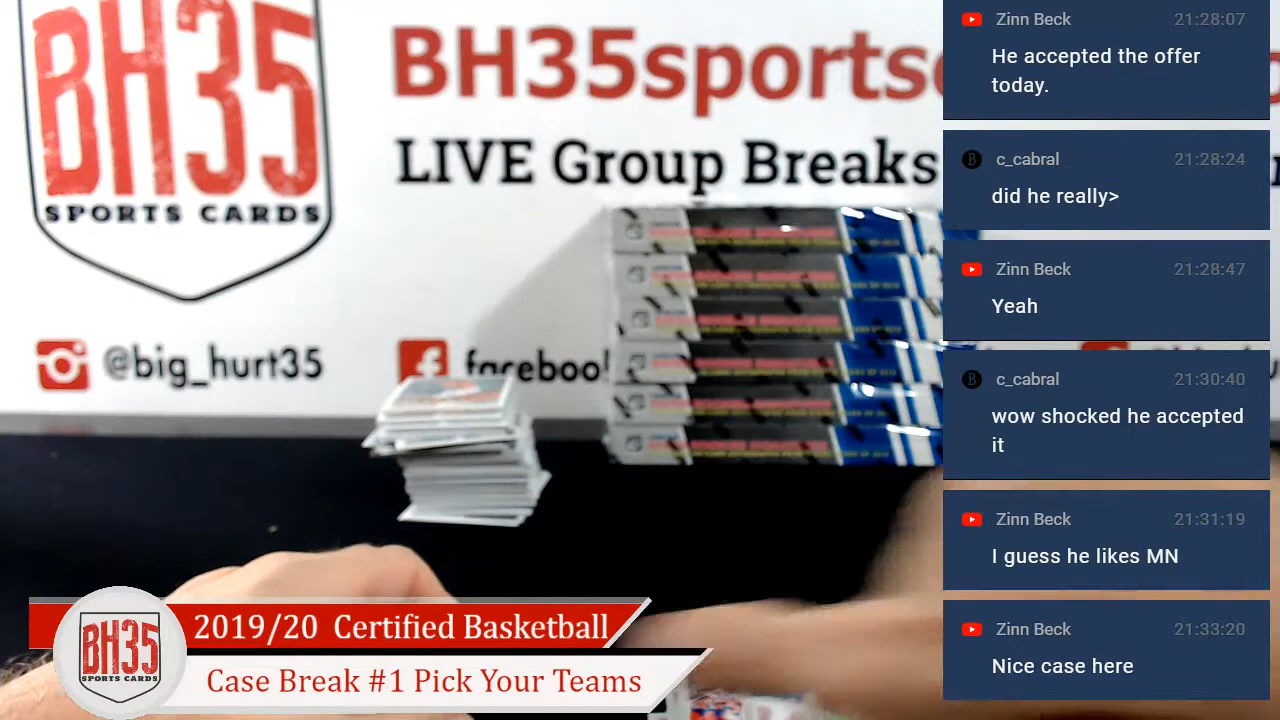 BH35
SPORTS CARDS
BH35sportsc
LIVE Group Breaks
@big_hurt35
facebool
2019/20 Certified Basketball
Case Break #1 Pick Your Teams
BH35
SPORTS CARDS
Zinn Beck 21:28:07
He accepted the offer
today.
c_cabral 21:28:24
did he really>
Zinn Beck 21:28:47
Yeah
c_cabral 21:30:40
wow shocked he accepted
it
Zinn Beck 21:31:19
I guess he likes MN
Zinn Beck 21:33:20
Nice case here